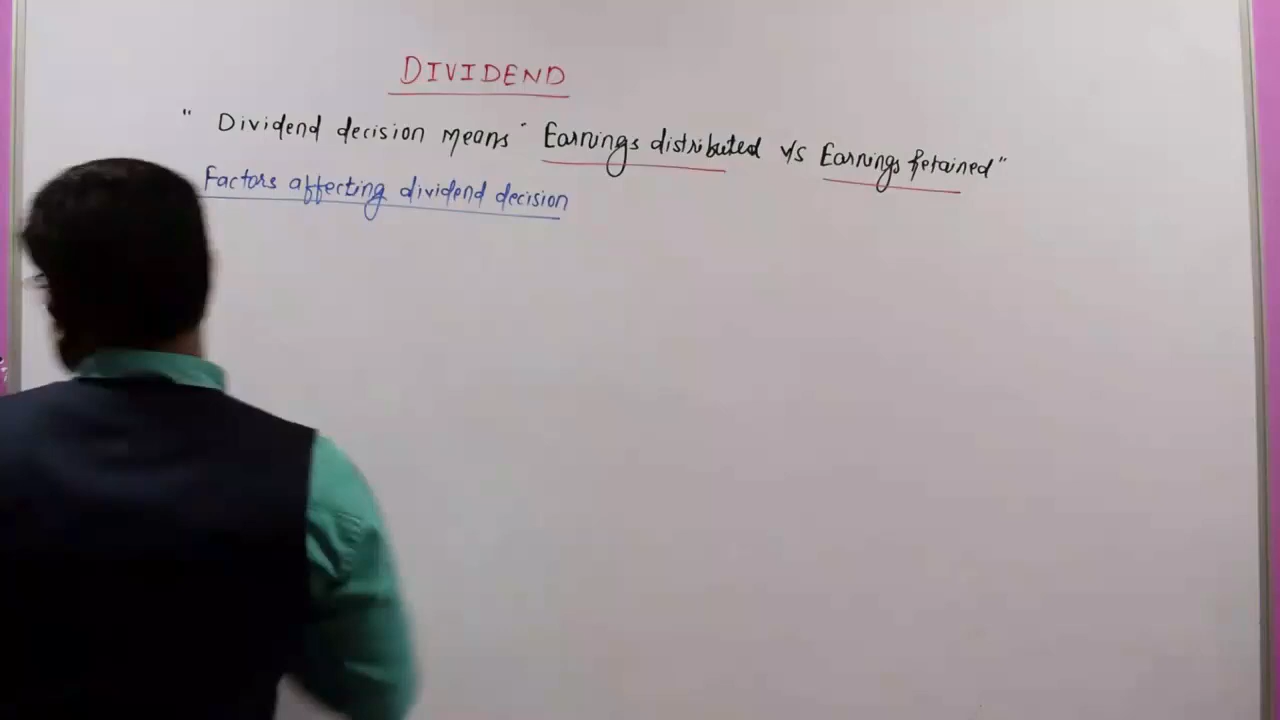 DIVIDEND
" Dividend decision means " Earnings distributed v/s Earnings Retained "
Factors affecting dividend decision